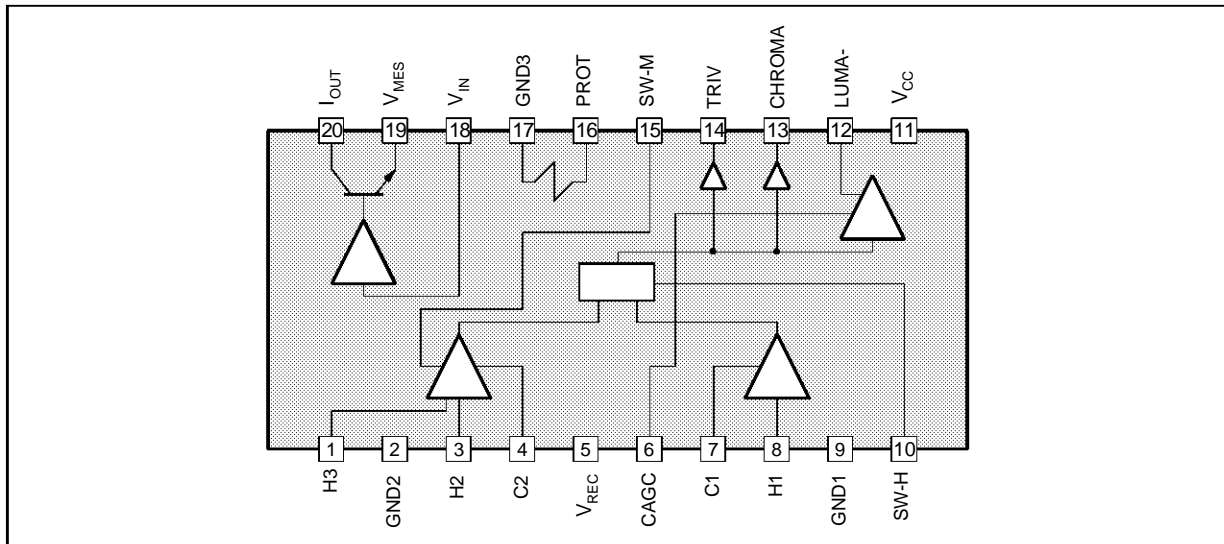 I_OUT
V_MES
V_IN
GND3
PROT
SW-M
TRIV
CHROMA
LUMA-
V_CC
20
19
18
17
16
15
14
13
12
11
1
2
3
4
5
6
7
8
9
10
H3
GND2
H2
C2
V_REC
CAGC
C1
H1
GND1
SW-H